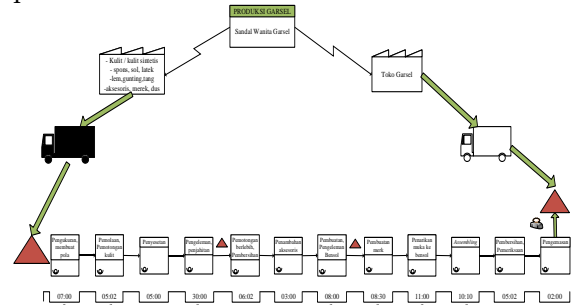 PRODUKSI GARSEL
Sandal Wanita Garsel
- Kulit / kulit sintetis
- spons, sol, latek
-lem,gunting,tang
-aksesoris, merek, dus
Toko Garsel
Pengukuran,
membuat
pola
Pemolaan,
Pemotongan
kulit
Penyesetan
Pengeleman,
penjahitan
Pemotongan
berlebih,
Pembersihan
Penambahan
aksesoris
Pembuatan,
Pengeleman
Bensol
Pembuatan
merk
Penarikan
muka ke
bensol
Assembling
Pembersihan,
Pemeriksaan
Pengemasan
07:00
05:02
05:00
30:00
06:02
03:00
08:00
08:30
11:00
10:10
05:02
02:00